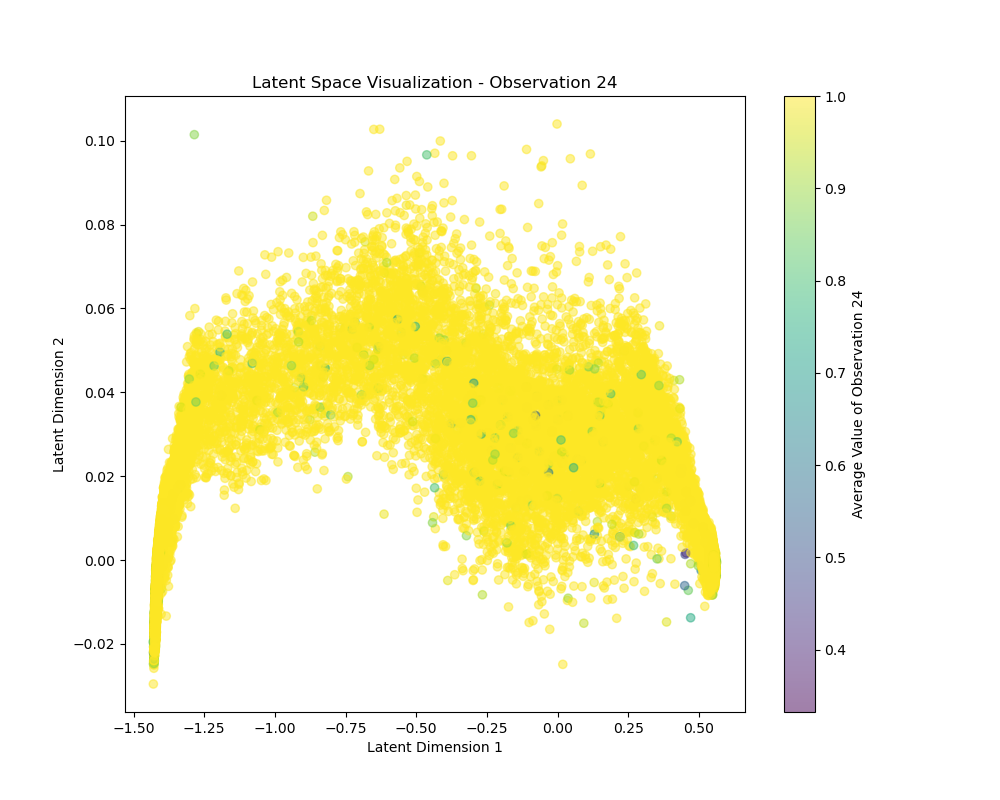 Latent Space Visualization - Observation 24
0.10
0.08
0.06
0.04
0.02
0.00
−0.02
Latent Dimension 2
−1.50 −1.25 −1.00 −0.75 −0.50 −0.25 0.00 0.25 0.50
Latent Dimension 1
1.0
0.9
0.8
0.7
0.6
0.5
0.4
Average Value of Observation 24